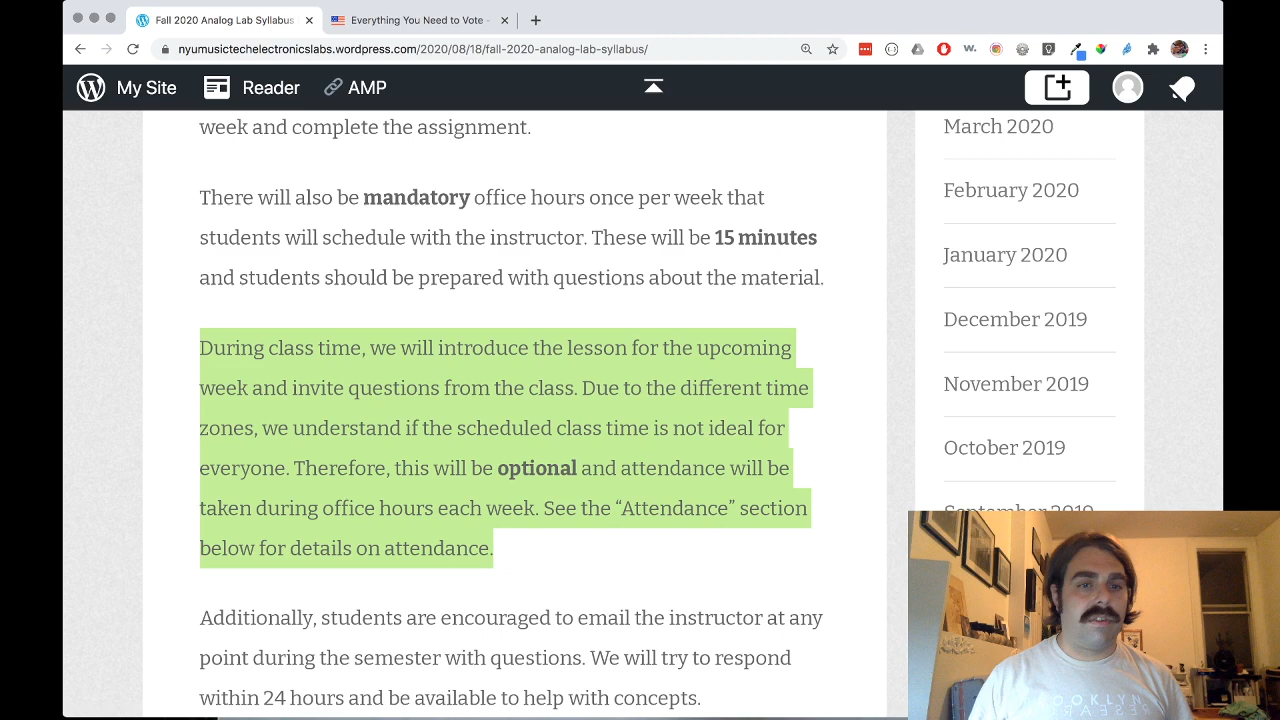 Fall 2020 Analog Lab Syllabus
Everything You Need to Vote -
nyumusictechelectronicslabs.wordpress.com/2020/08/18/fall-2020-analog-lab-syllabus/
My Site
Reader
AMP
week and complete the assignment.
There will also be mandatory office hours once per week that
students will schedule with the instructor. These will be 15 minutes
and students should be prepared with questions about the material.
During class time, we will introduce the lesson for the upcoming
week and invite questions from the class. Due to the different time
zones, we understand if the scheduled class time is not ideal for
everyone. Therefore, this will be optional and attendance will be
taken during office hours each week. See the “Attendance” section
below for details on attendance.
Additionally, students are encouraged to email the instructor at any
point during the semester with questions. We will try to respond
within 24 hours and be available to help with concepts.
March 2020
February 2020
January 2020
December 2019
November 2019
October 2019
September 2019